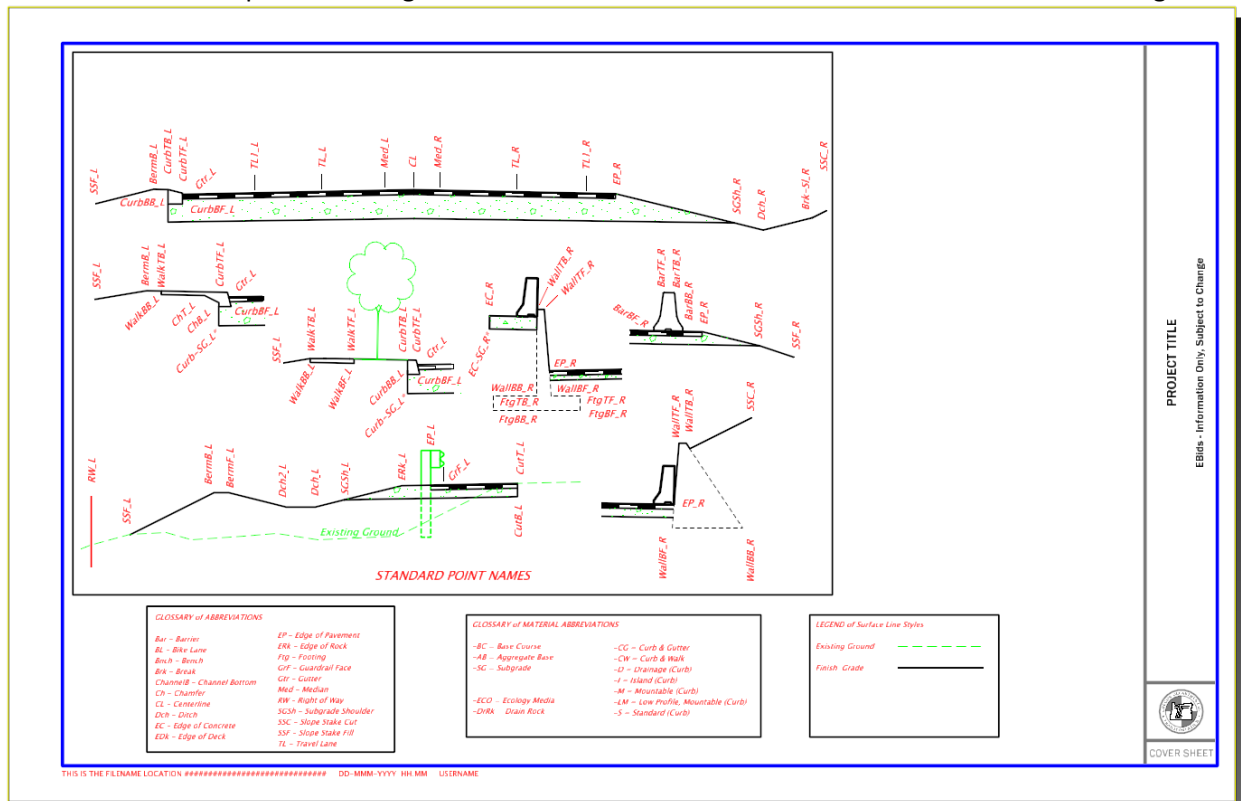 SSF_L
BermB_L
CurbTB_L
CurbTF_L
Gtr_L
TL1_L
TL_L
Med_L
CL
Med_R
TL_R
TL1_R
EP_R
SGSh_R
Dch_R
Brk-Sl_R
SSC_R
CurbBB_L
CurbBF_L
SSF_L
BermB_L
WalkTB_L
CurbTF_L
Gtr_L
WalkBB_L
ChT_L
ChB_L
Curb-SG_L*
CurbBF_L
SSF_L
WalkTB_L
WalkTF_L
CurbTB_L
CurbTF_L
Gtr_L
WalkBB_L
WalkBF_L
CurbBB_L
Curb-SG_L*
CurbBF_L
EC_R
WallTB_R
WallTF_R
EC-SG_R*
EP_R
WallBB_R
WallBF_R
FtgTB_R
FtgTF_R
FtgBB_R
FtgBF_R
BarTF_R
BarTB_R
BarBB_R
BarBF_R
EP_R
SGSh_R
SSF_R
RW_L
SSF_L
BermB_L
BermF_L
Dch2_L
Dch_L
SGSh_L
ERk_L
EP_L
GrF_L
CutT_L
CutB_L
Existing Ground
WallTF_R
WallTB_R
SSC_R
EP_R
WallBF_R
WallBB_R
STANDARD POINT NAMES
GLOSSARY of ABBREVIATIONS
Bar - Barrier
BL - Bike Lane
Bnch - Bench
Brk - Break
ChannelB - Channel Bottom
Ch - Chamfer
CL - Centerline
Dch - Ditch
EC - Edge of Concrete
EDk - Edge of Deck
EP - Edge of Pavement
ERk - Edge of Rock
Ftg - Footing
GrF - Guardrail Face
Gtr - Gutter
Med - Median
RW - Right of Way
SGSh - Subgrade Shoulder
SSC - Slope Stake Cut
SSF - Slope Stake Fill
TL - Travel Lane
GLOSSARY of MATERIAL ABBREVIATIONS
-BC - Base Course
-AB - Aggregate Base
-SG - Subgrade
-ECO - Ecology Media
-DrRk Drain Rock
-CG - Curb & Gutter
-CW - Curb & Walk
-D - Drainage (Curb)
-I - Island (Curb)
-M - Mountable (Curb)
-LM - Low Profile, Mountable (Curb)
-S - Standard (Curb)
LEGEND of Surface Line Styles
Existing Ground
Finish Grade
PROJECT TITLE
EBids - Information Only, Subject to Change
COVER SHEET
THIS IS THE FILENAME LOCATION ############################## DD-MMM-YYYY HH MM USERNAME